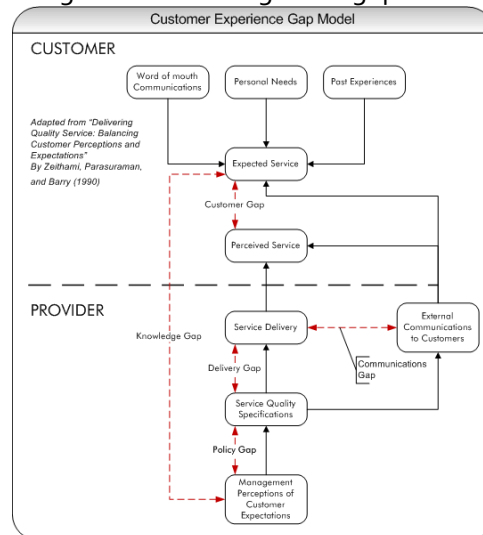 Customer Experience Gap Model
CUSTOMER
Word of mouth
Communications
Personal Needs
Past Experiences
Adapted from "Delivering
Quality Service: Balancing
Customer Perceptions and
Expectations"
By Zeithami, Parasuraman,
and Barry (1990)
Expected Service
Customer Gap
Perceived Service
PROVIDER
Knowledge Gap
Service Delivery
External
Communications
to Customers
Communications
Gap
Delivery Gap
Service Quality
Specifications
Policy Gap
Management
Perceptions of
Customer
Expectations